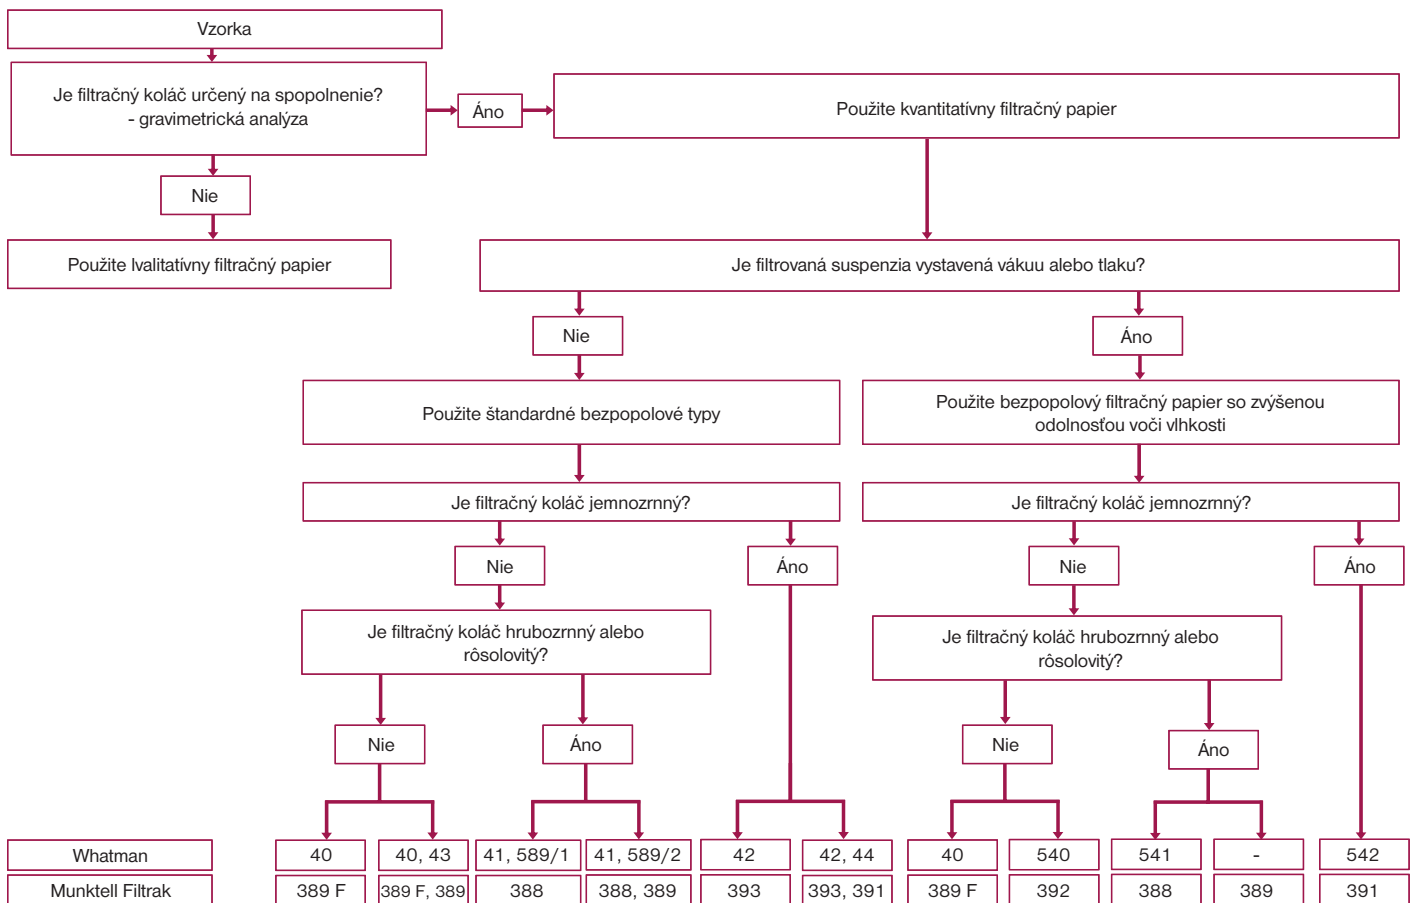 Vzorka
Je filtračný koláč určený na spopolnenie?
- gravimetrická analýza
Áno
Použite kvantitatívny filtračný papier
Nie
Použite lvalitatívny filtračný papier
Je filtrovaná suspenzia vystavená vákuu alebo tlaku?
Nie
Áno
Použite štandardné bezpopolové typy
Použite bezpopolový filtračný papier so zvýšenou
odolnosťou voči vlhkosti
Je filtračný koláč jemnozrnný?
Je filtračný koláč jemnozrnný?
Nie
Áno
Nie
Áno
Je filtračný koláč hrubozrnný alebo
rôsolovitý?
Je filtračný koláč hrubozrnný alebo
rôsolovitý?
Nie
Áno
Nie
Áno
Whatman 40 40, 43 41, 589/1 41, 589/2 42 42, 44 40 540 541 - 542
Munktell Filtrak 389 F 389 F, 389 388 388, 389 393 393, 391 389 F 392 388 389 391